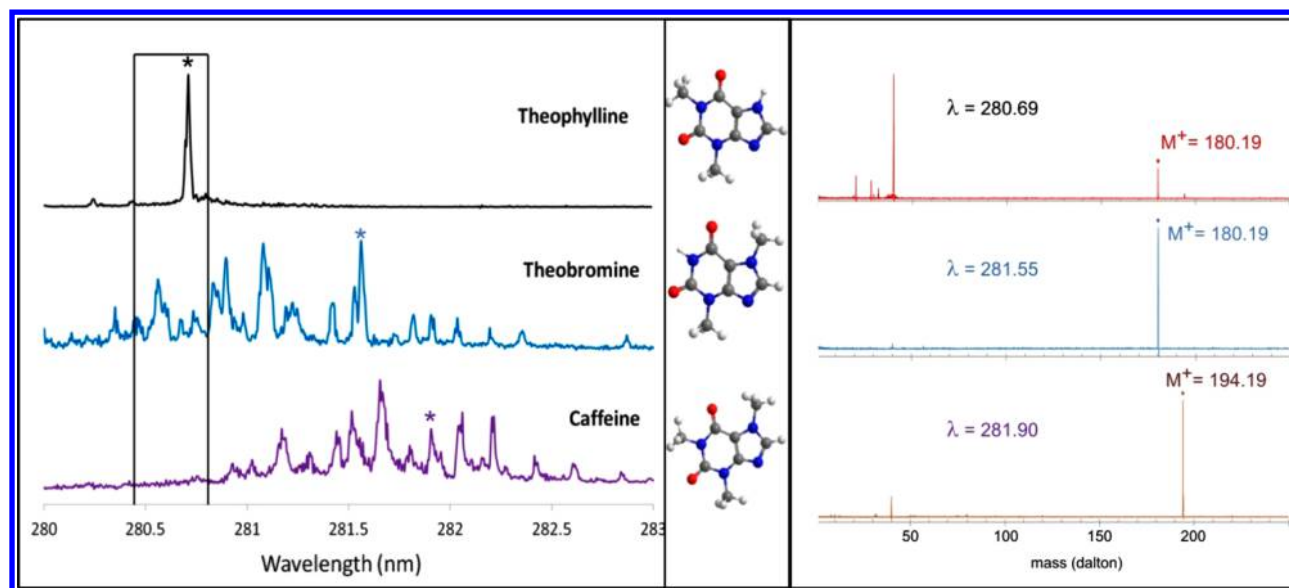 *
Theophylline
*
Theobromine
*
Caffeine
280 280.5 281 281.5 282 282.5 283
Wavelength (nm)
λ = 280.69
M⁺= 180.19
λ = 281.55
M⁺= 180.19
λ = 281.90
M⁺= 194.19
50 100 150 200
mass (dalton)